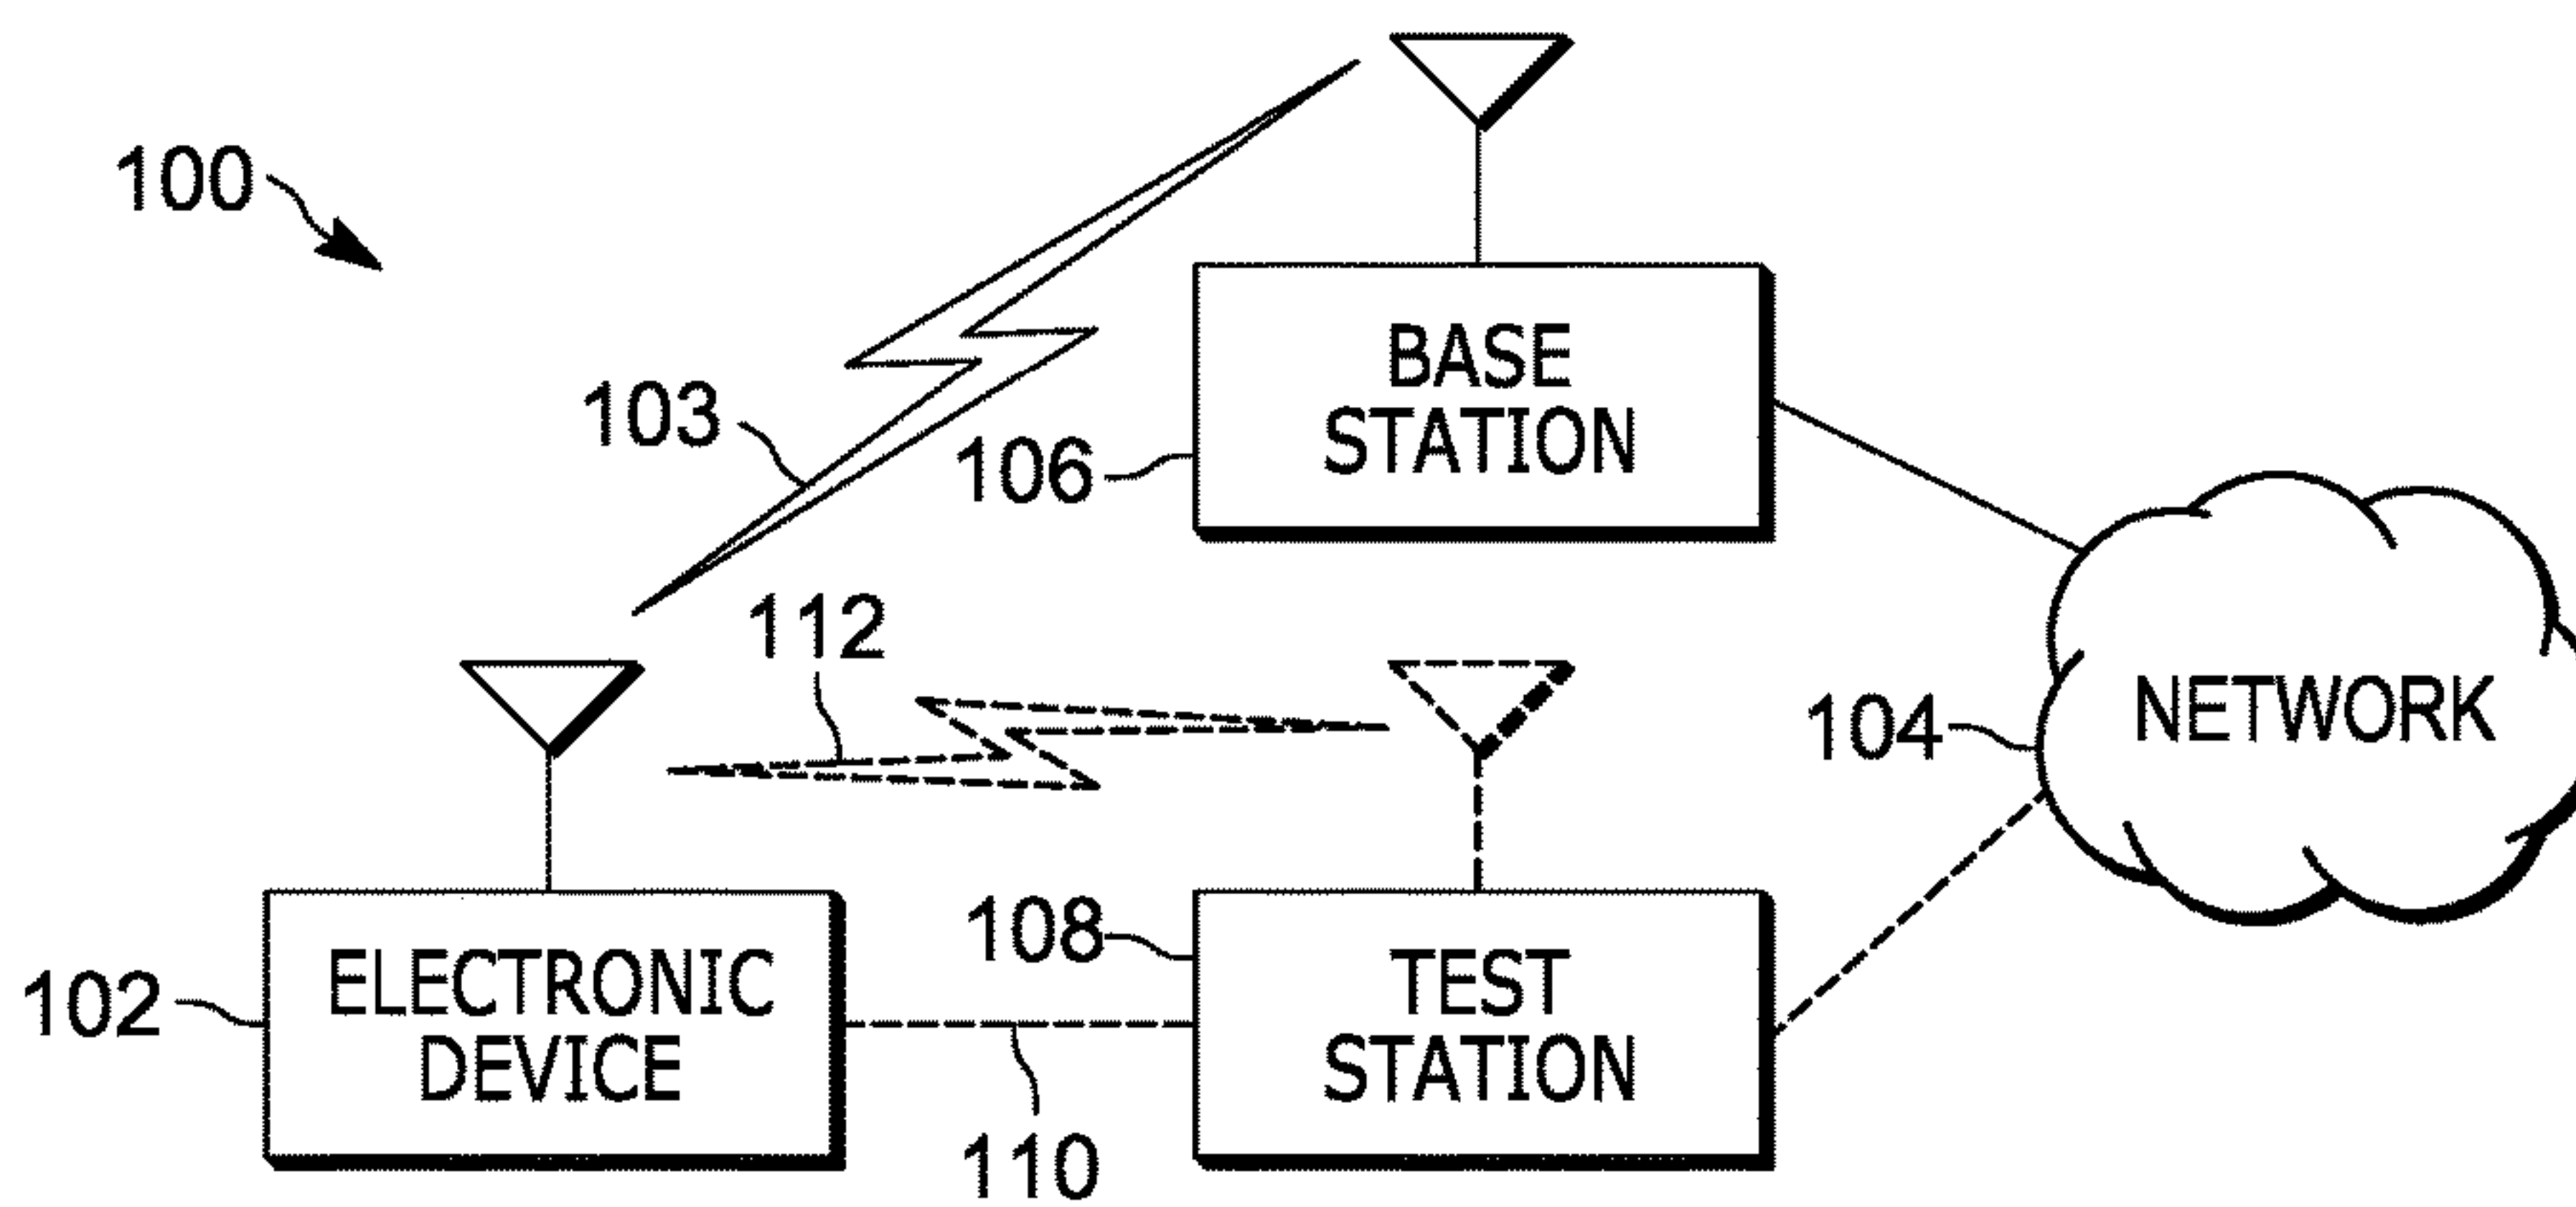 100
103
BASE
STATION
106
112
NETWORK
104
108
ELECTRONIC
DEVICE
TEST
STATION
102
110